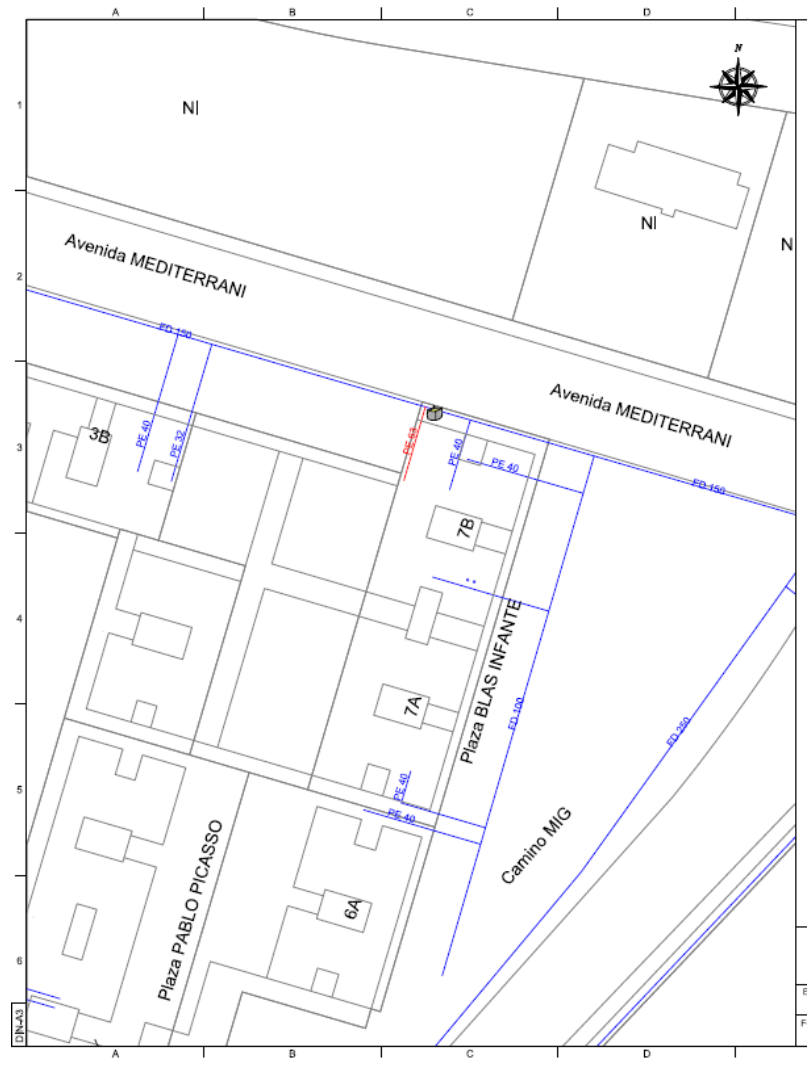 A B C D
N
1
NI
NI
N
Avenida MEDITERRANI
2
FD 150
Avenida MEDITERRANI
3
3B
PE 40
PE 32
PE 63
PE 40
PE 40
FD 150
7B
4
Plaza BLAS INFANTE
7A
FD 100
FD 250
5
PE 40
PE 40
Camino MIG
Plaza PABLO PICASSO
6A
6
DIN-A3
A B C D